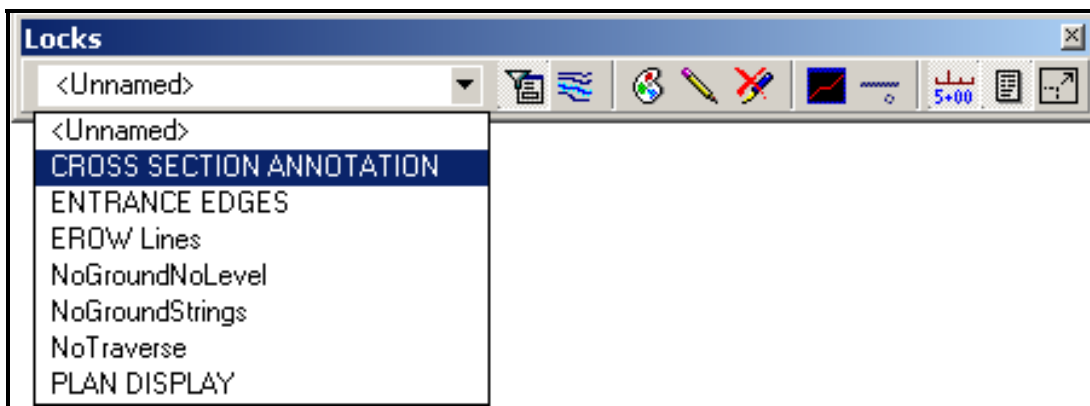 Locks
<Unnamed>
5+00
<Unnamed>
CROSS SECTION ANNOTATION
ENTRANCE EDGES
EROW Lines
NoGroundNoLevel
NoGroundStrings
NoTraverse
PLAN DISPLAY